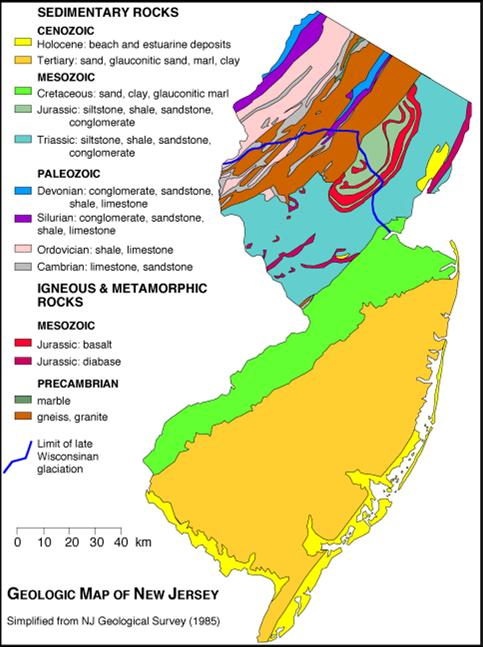 SEDIMENTARY ROCKS
CENOZOIC
Holocene: beach and estuarine deposits
Tertiary: sand, glauconitic sand, marl, clay
MESOZOIC
Cretaceous: sand, clay, glauconitic marl
Jurassic: siltstone, shale, sandstone,
conglomerate
Triassic: siltstone, shale, sandstone,
conglomerate
PALEOZOIC
Devonian: conglomerate, sandstone,
shale, limestone
Silurian: conglomerate, sandstone,
shale, limestone
Ordovician: shale, limestone
Cambrian: limestone, sandstone
IGNEOUS & METAMORPHIC
ROCKS
MESOZOIC
Jurassic: basalt
Jurassic: diabase
PRECAMBRIAN
marble
gneiss, granite
Limit of late
Wisconsinan
glaciation
0 10 20 30 40 km
GEOLOGIC MAP OF NEW JERSEY
Simplified from NJ Geological Survey (1985)